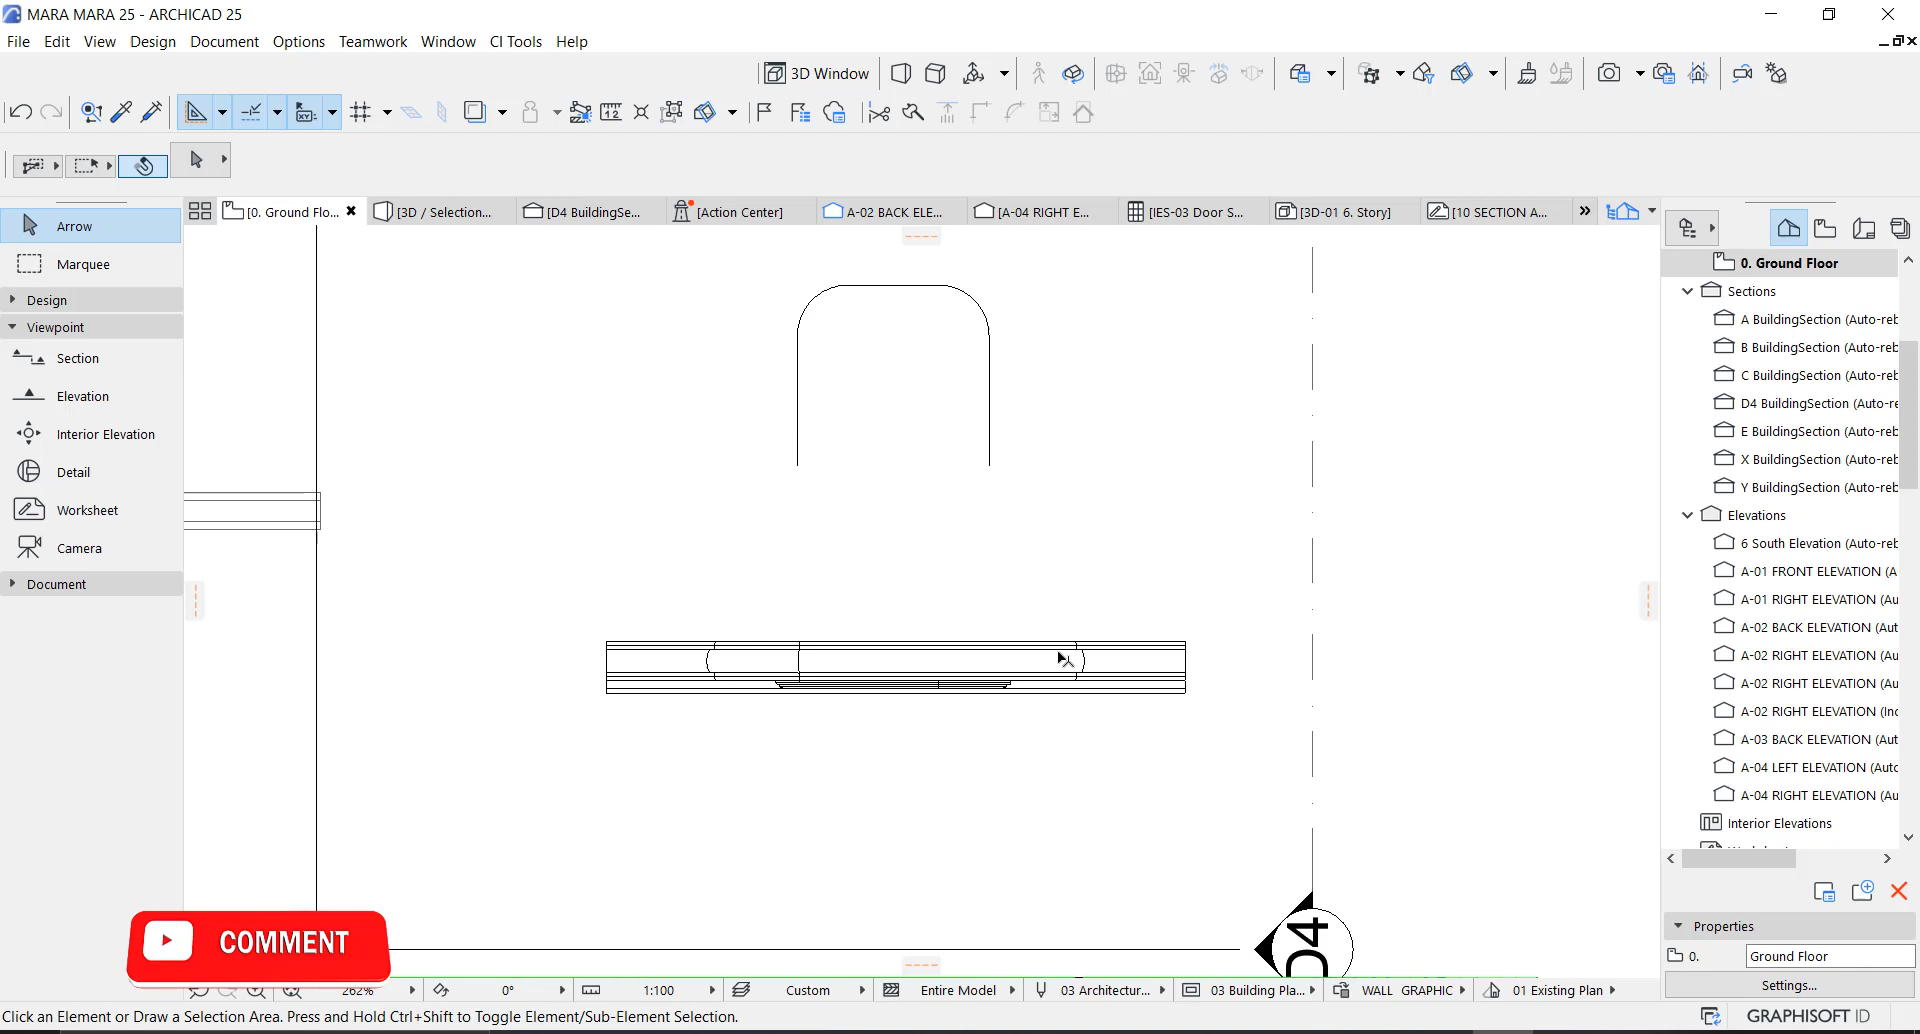 MARA MARA 25 - ARCHICAD 25
File Edit View Design Document Options Teamwork Window CI Tools Help
3D Window
[0. Ground Flo... [3D / Selection... [D4 BuildingSe... [Action Center] A-02 BACK ELE... [A-04 RIGHT E... [IES-03 Door S... [3D-01 6. Story] [10 SECTION A...
Arrow
Marquee
Design
Viewpoint
Section
Elevation
Interior Elevation
Detail
Worksheet
Camera
Document
0. Ground Floor
Sections
A BuildingSection (Auto-reb
B BuildingSection (Auto-reb
C BuildingSection (Auto-reb
D4 BuildingSection (Auto-re
E BuildingSection (Auto-reb
X BuildingSection (Auto-reb
Y BuildingSection (Auto-reb
Elevations
6 South Elevation (Auto-reb
A-01 FRONT ELEVATION (A
A-01 RIGHT ELEVATION (Au
A-02 BACK ELEVATION (Aut
A-02 RIGHT ELEVATION (Au
A-02 RIGHT ELEVATION (Au
A-02 RIGHT ELEVATION (Inc
A-03 BACK ELEVATION (Aut
A-04 LEFT ELEVATION (Auto
A-04 RIGHT ELEVATION (Au
Interior Elevations
Properties
0. Ground Floor
Settings...
D4
COMMENT
262% 0° 1:100 Custom Entire Model 03 Architectur... 03 Building Pla... WALL GRAPHIC 01 Existing Plan
Click an Element or Draw a Selection Area. Press and Hold Ctrl+Shift to Toggle Element/Sub-Element Selection.
GRAPHISOFT ID